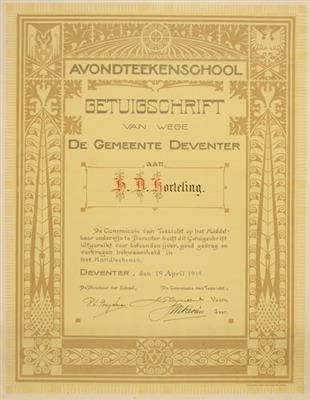 AVONDTEEKENSCHOOL
GETUIGSCHRIFT
VAN WEGE
DE GEMEENTE DEVENTER
aan
H. D. Horteling.
De Commissie van Toezicht op het Middel-
baar onderwijs te Deventer heeft dit Getuigschrift
uitgereikt voor betoonden ijver, goed gedrag en
verkregen bekwaamheid in
het Handteekenen.
DEVENTER, den 19 April 1919.
De Directeur der School, De Commissie van Toezicht,
Voorz.
Secr.